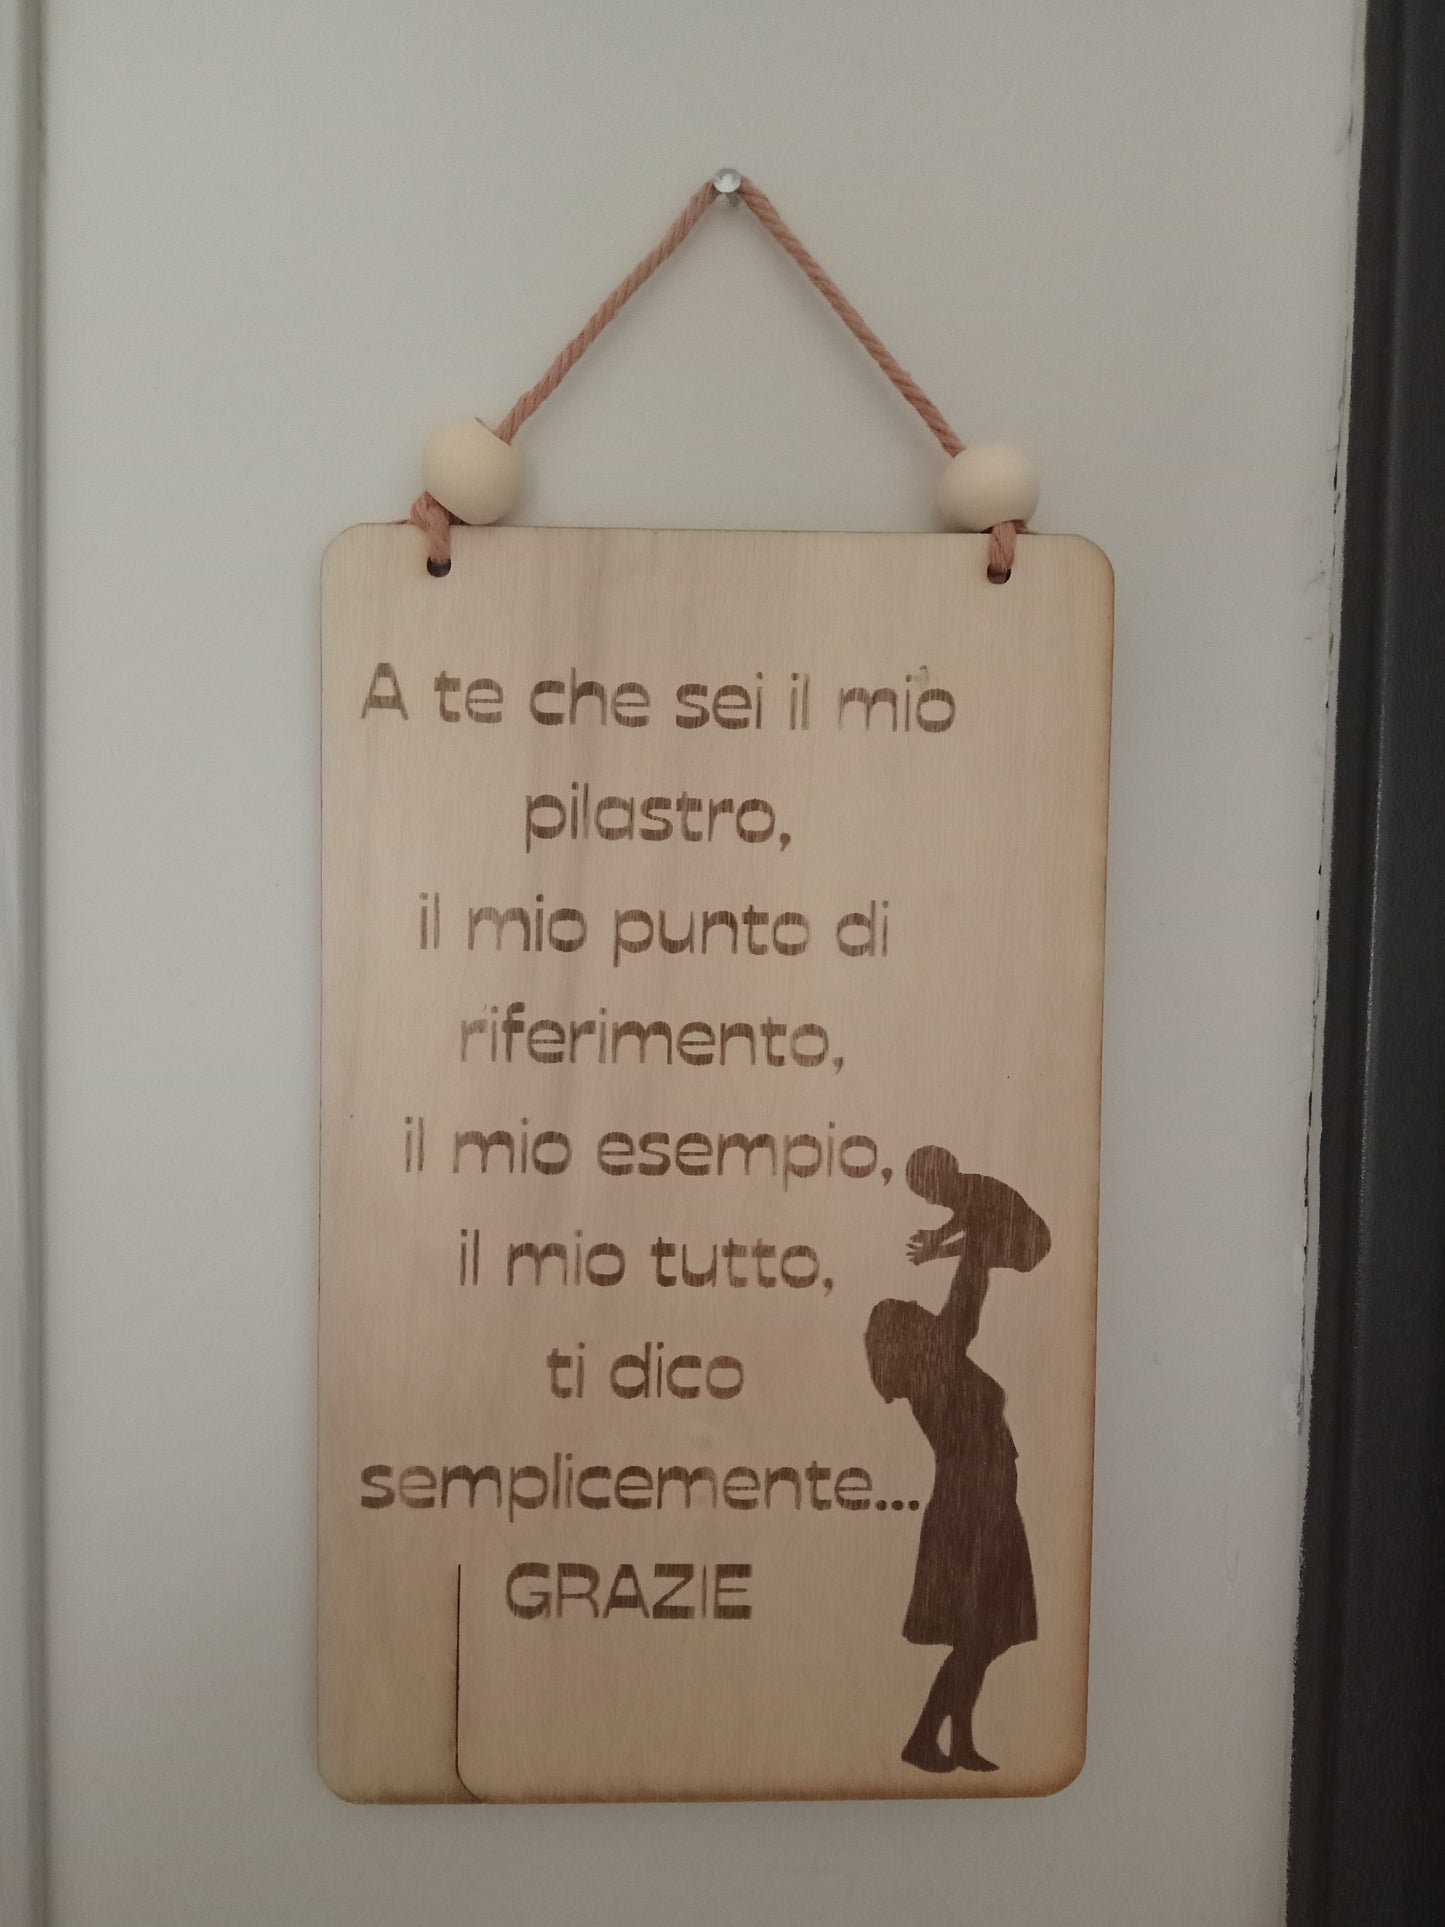 A te che sei il mio
pilastro,
il mio punto di
riferimento,
il mio esempio,
il mio tutto,
ti dico
semplicemente...
GRAZIE